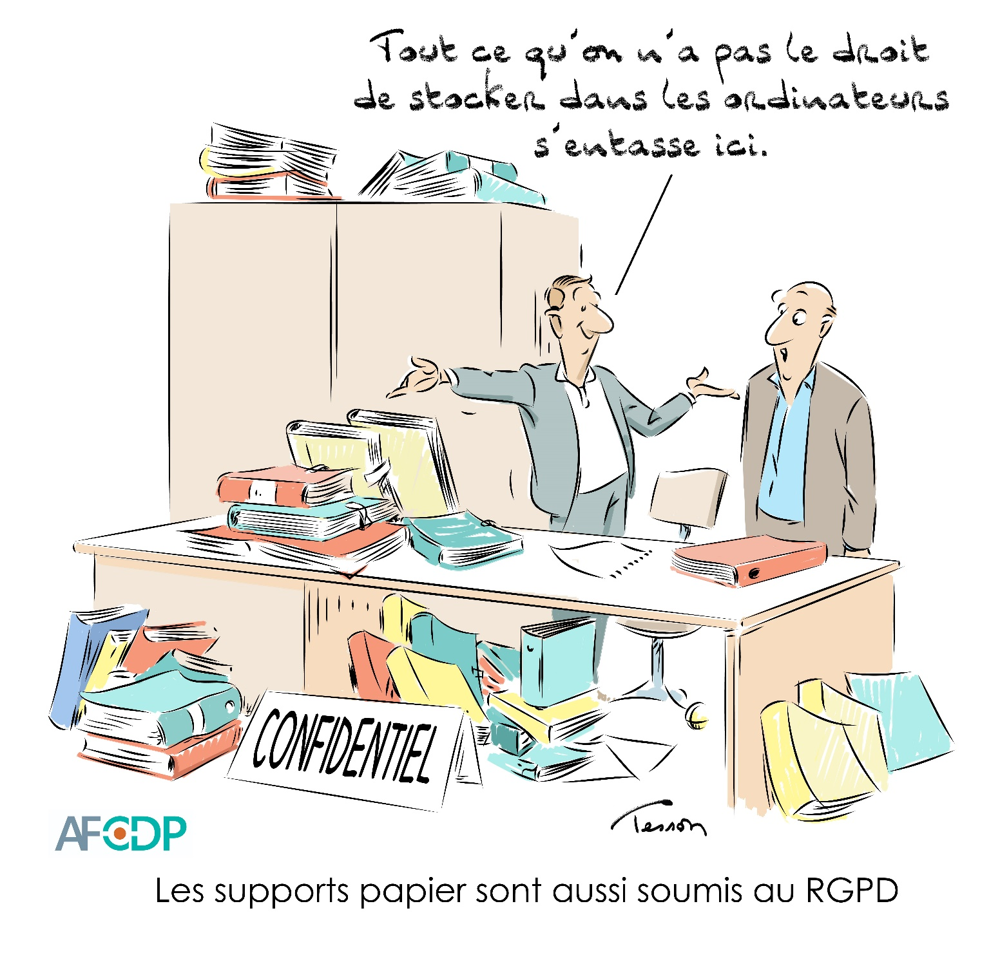 Tout ce qu'on n'a pas le droit
de stocker dans les ordinateurs
s'entasse ici.
CONFIDENTIEL
Tesson
AFCDP
Les supports papier sont aussi soumis au RGPD